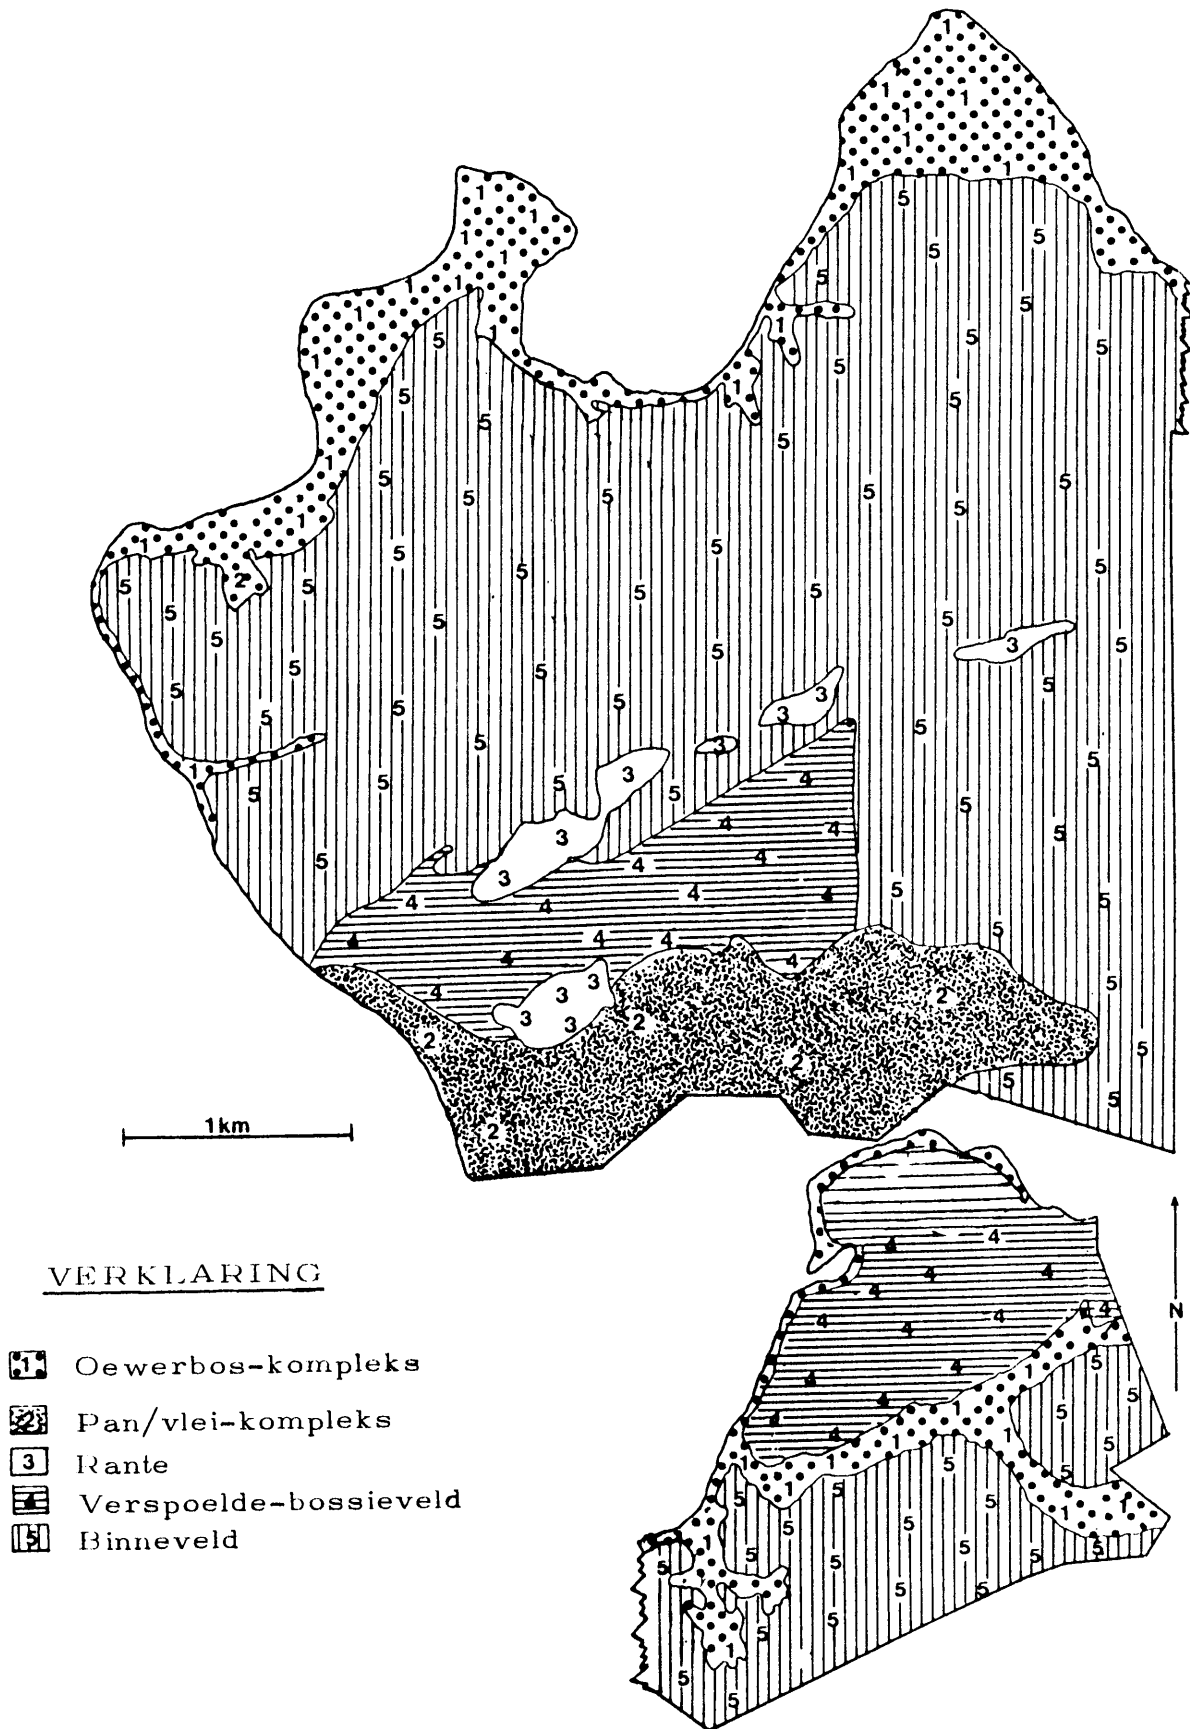 1km
N
VERKLARING
1 Oewerbos-kompleks
2 Pan/vlei-kompleks
3 Rante
4 Verspoelde-bossieveld
5 Binneveld